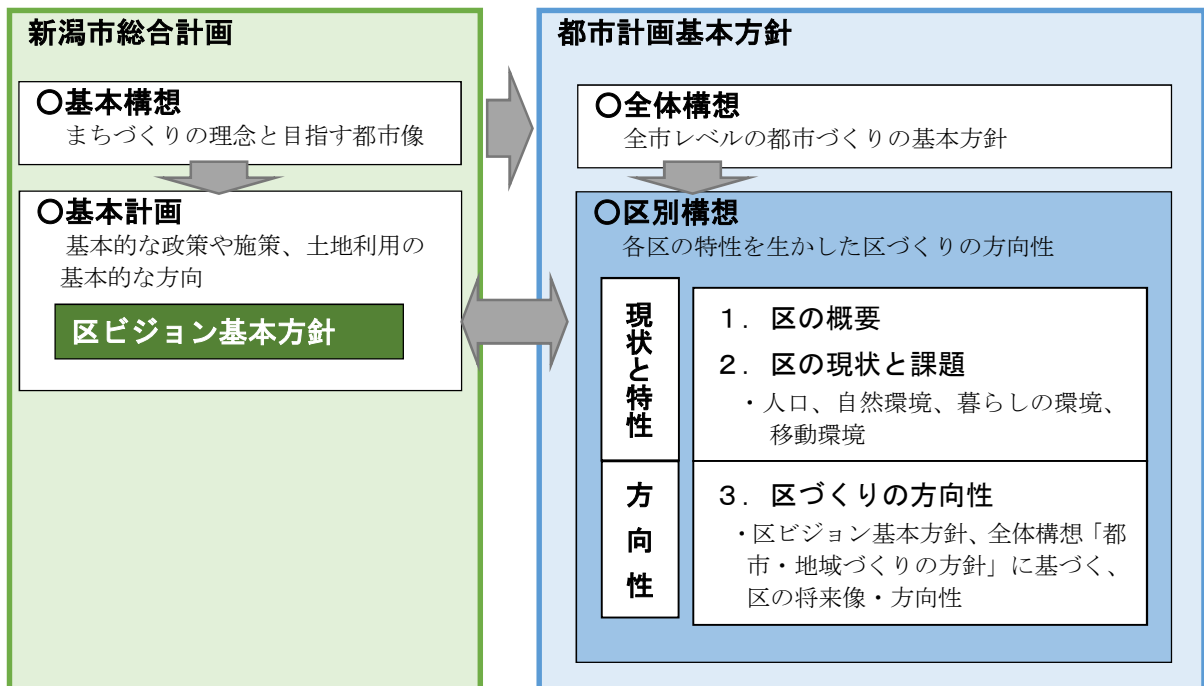 新潟市総合計画
〇基本構想
まちづくりの理念と目指す都市像
〇基本計画
基本的な政策や施策、土地利用の
基本的な方向
区ビジョン基本方針
都市計画基本方針
〇全体構想
全市レベルの都市づくりの基本方針
〇区別構想
各区の特性を生かした区づくりの方向性
現状と特性
１．区の概要
２．区の現状と課題
・人口、自然環境、暮らしの環境、
移動環境
方向性
３．区づくりの方向性
・区ビジョン基本方針、全体構想「都
市・地域づくりの方針」に基づく、
区の将来像・方向性